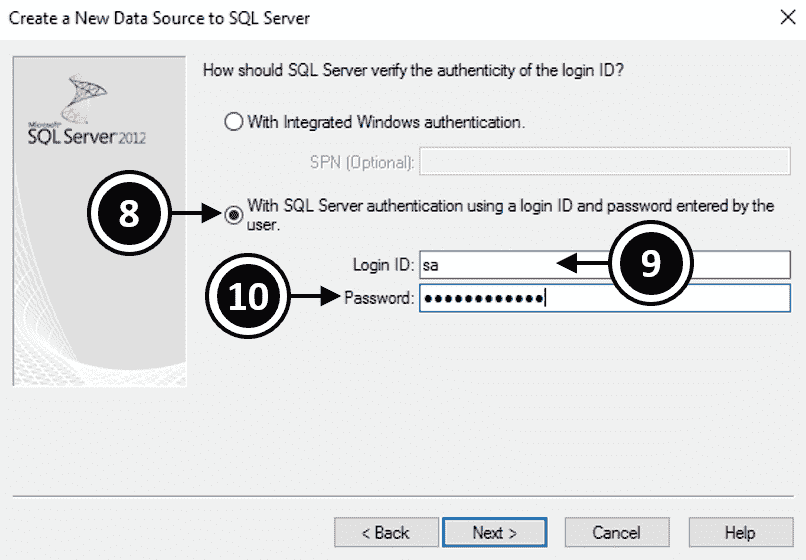 Create a New Data Source to SQL Server
How should SQL Server verify the authenticity of the login ID?
Microsoft
SQL Server 2012
With Integrated Windows authentication.
SPN (Optional):
8
With SQL Server authentication using a login ID and password entered by the
user.
Login ID: sa
9
10
Password: ●●●●●●●●●●●●
< Back
Next >
Cancel
Help